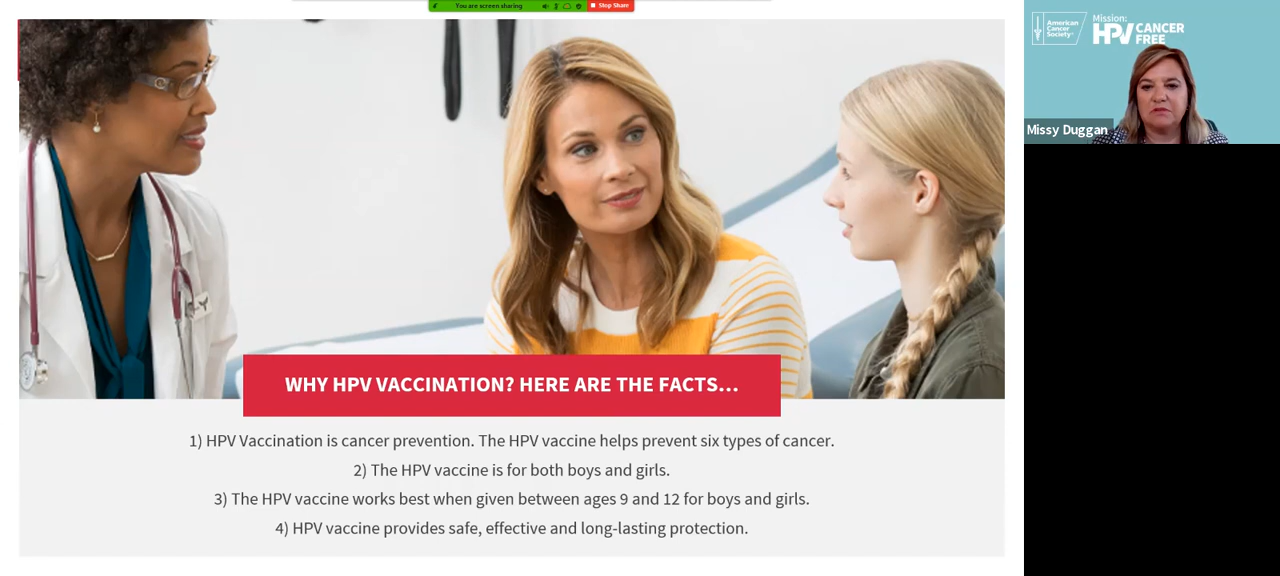 You are screen sharing
Stop Share
American
Cancer
Society
Mission:
HPV CANCER
FREE
Missy Duggan
WHY HPV VACCINATION? HERE ARE THE FACTS...
1) HPV Vaccination is cancer prevention. The HPV vaccine helps prevent six types of cancer.
2) The HPV vaccine is for both boys and girls.
3) The HPV vaccine works best when given between ages 9 and 12 for boys and girls.
4) HPV vaccine provides safe, effective and long-lasting protection.